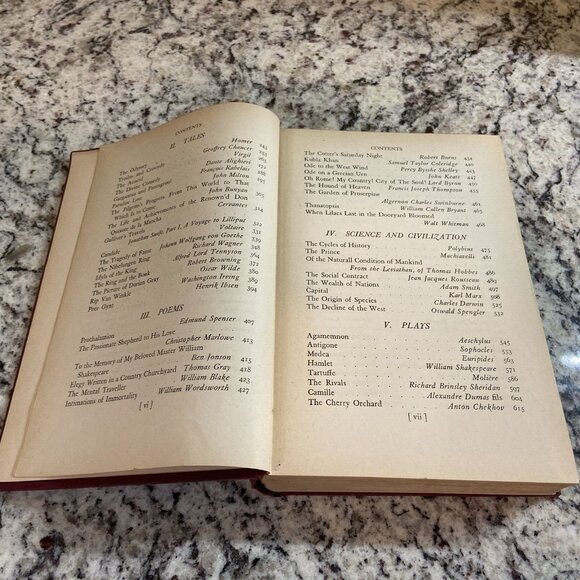 CONTENTS
II. TALES
The Odyssey Homer 245
Troilus and Criseide Geoffrey Chaucer 253
Virgil 261
Dante Alighieri
Gargantua and Pantagruel François Rabelais
Paradise Lost John Milton
The Pilgrim's Progress From This World to That
Which is to Come John Bunyan 305
The Life and Achievements of the Renown'd Don
Quixote de la Mancha Cervantes 314
Gulliver's Travels
Jonathan Swift, Part I, A Voyage to Lilliput
Candide Voltaire
The Tragedy of Faust Johann Wolfgang von Goethe
The Nibelungen Ring Richard Wagner
Idyls of the King Alfred Lord Tennyson
The Ring and the Book Robert Browning
The Picture of Dorian Gray Oscar Wilde
Rip Van Winkle Washington Irving 389
Peer Gynt Henrik Ibsen 394
III. POEMS
Prothalamion Edmund Spenser 407
The Passionate Shepherd to His Love
Christopher Marlowe 413
To the Memory of My Beloved Master William
Shakespeare Ben Jonson 415
Elegy Written in a Country Churchyard Thomas Gray 418
The Mental Traveller William Blake 424
Intimations of Immortality William Wordsworth 427
[ vi ]
CONTENTS
The Cotter's Saturday Night Robert Burns 434
Kubla Khan Samuel Taylor Coleridge 440
Ode to the West Wind Percy Bysshe Shelley 443
Ode on a Grecian Urn John Keats 447
Oh Rome! My Country! City of The Soul! Lord Byron 450
The Hound of Heaven Francis Joseph Thompson 455
The Garden of Proserpine
Algernon Charles Swinburne
Thanatopsis William Cullen Bryant 465
When Lilacs Last in the Dooryard Bloomed
Walt Whitman 468
IV. SCIENCE AND CIVILIZATION
The Cycles of History Polybius 475
The Prince Machiavelli 481
Of the Natural Condition of Mankind
From the Leviathan, of Thomas Hobbes 486
The Social Contract Jean Jacques Rousseau 489
The Wealth of Nations Adam Smith 498
Capital Karl Marx 508
The Origin of Species Charles Darwin 526
The Decline of the West Oswald Spengler 532
V. PLAYS
Agamemnon Aeschylus 545
Antigone Sophocles 553
Medea Euripides 563
Hamlet William Shakespeare 571
Tartuffe Molière 586
The Rivals Richard Brinsley Sheridan 597
Camille Alexandre Dumas fils 604
The Cherry Orchard Anton Chekhov 615
[ vii ]